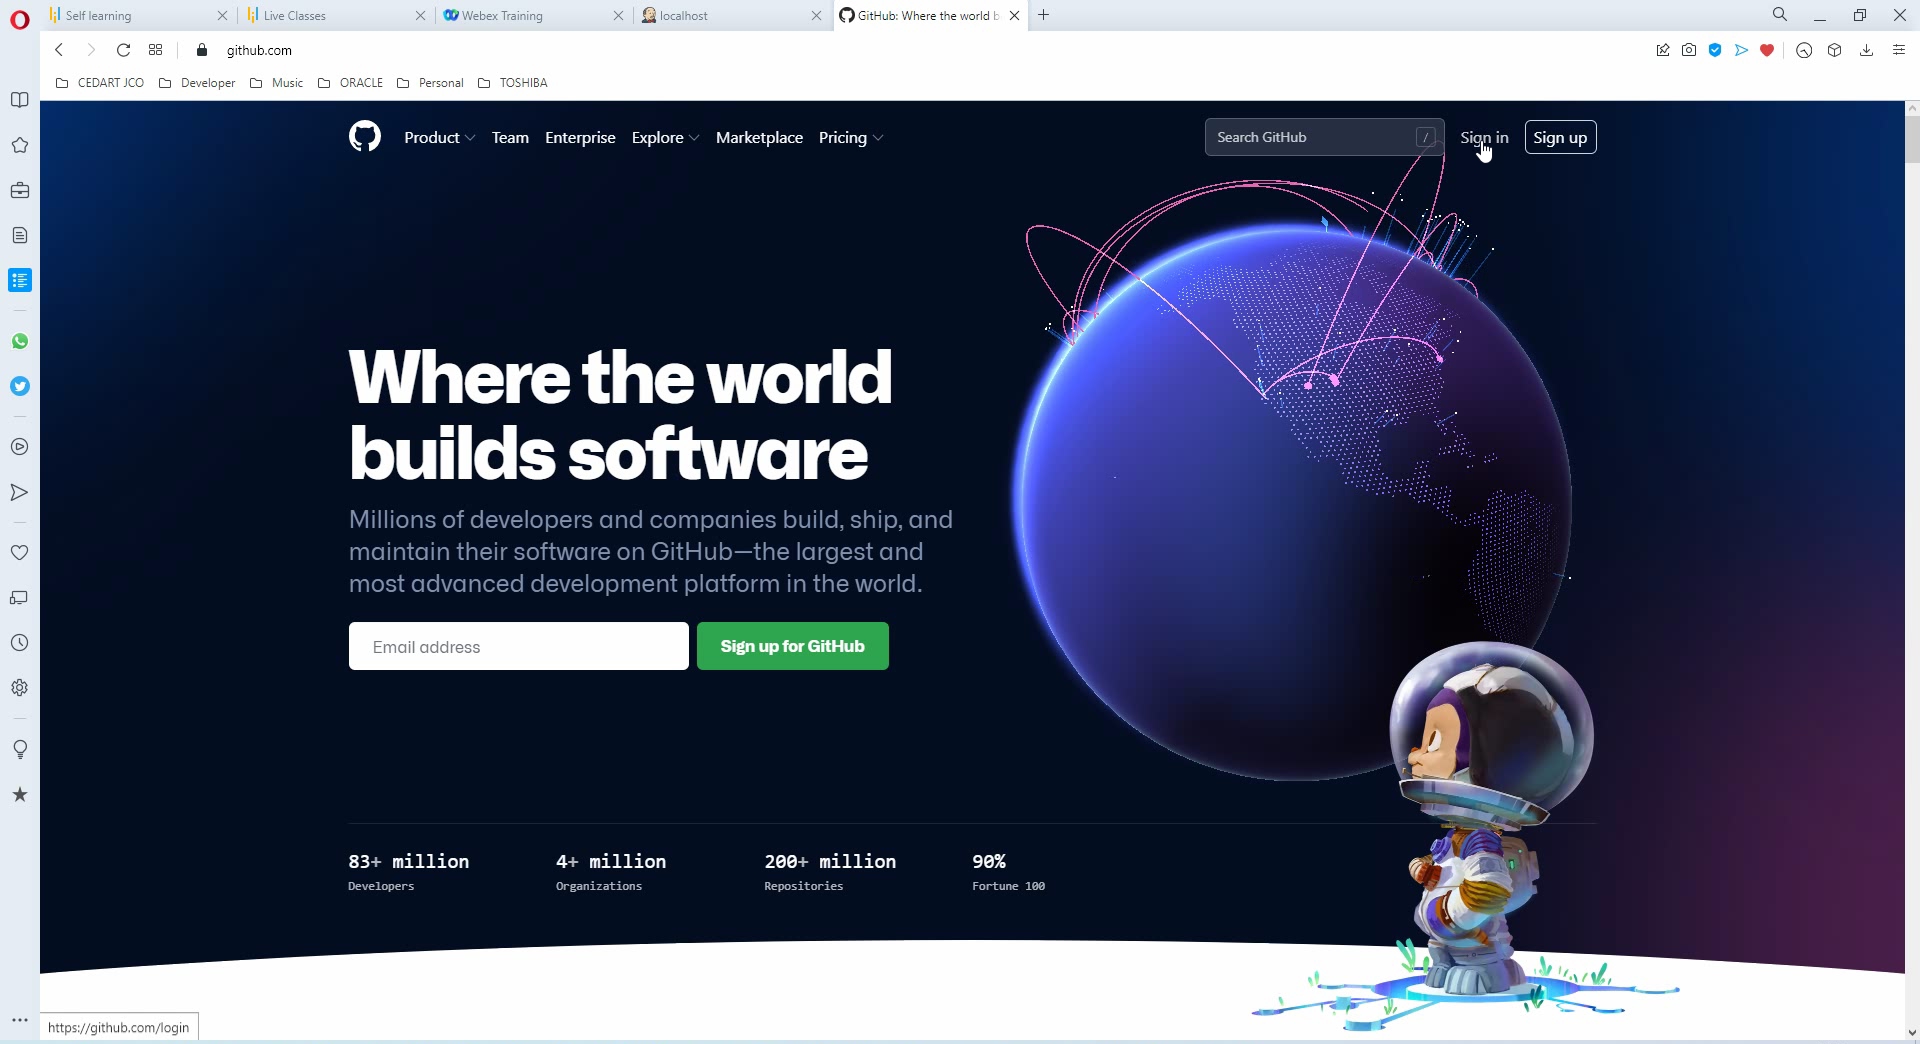 Self learning
Live Classes
Webex Training
localhost
GitHub: Where the world b
github.com
CEDART JCO
Developer
Music
ORACLE
Personal
TOSHIBA
Product
Team
Enterprise
Explore
Marketplace
Pricing
Search GitHub
/
Sign in
Sign up
Where the world
builds software
Millions of developers and companies build, ship, and
maintain their software on GitHub—the largest and
most advanced development platform in the world.
Email address
Sign up for GitHub
83+ million
Developers
4+ million
Organizations
200+ million
Repositories
90%
Fortune 100
https://github.com/login